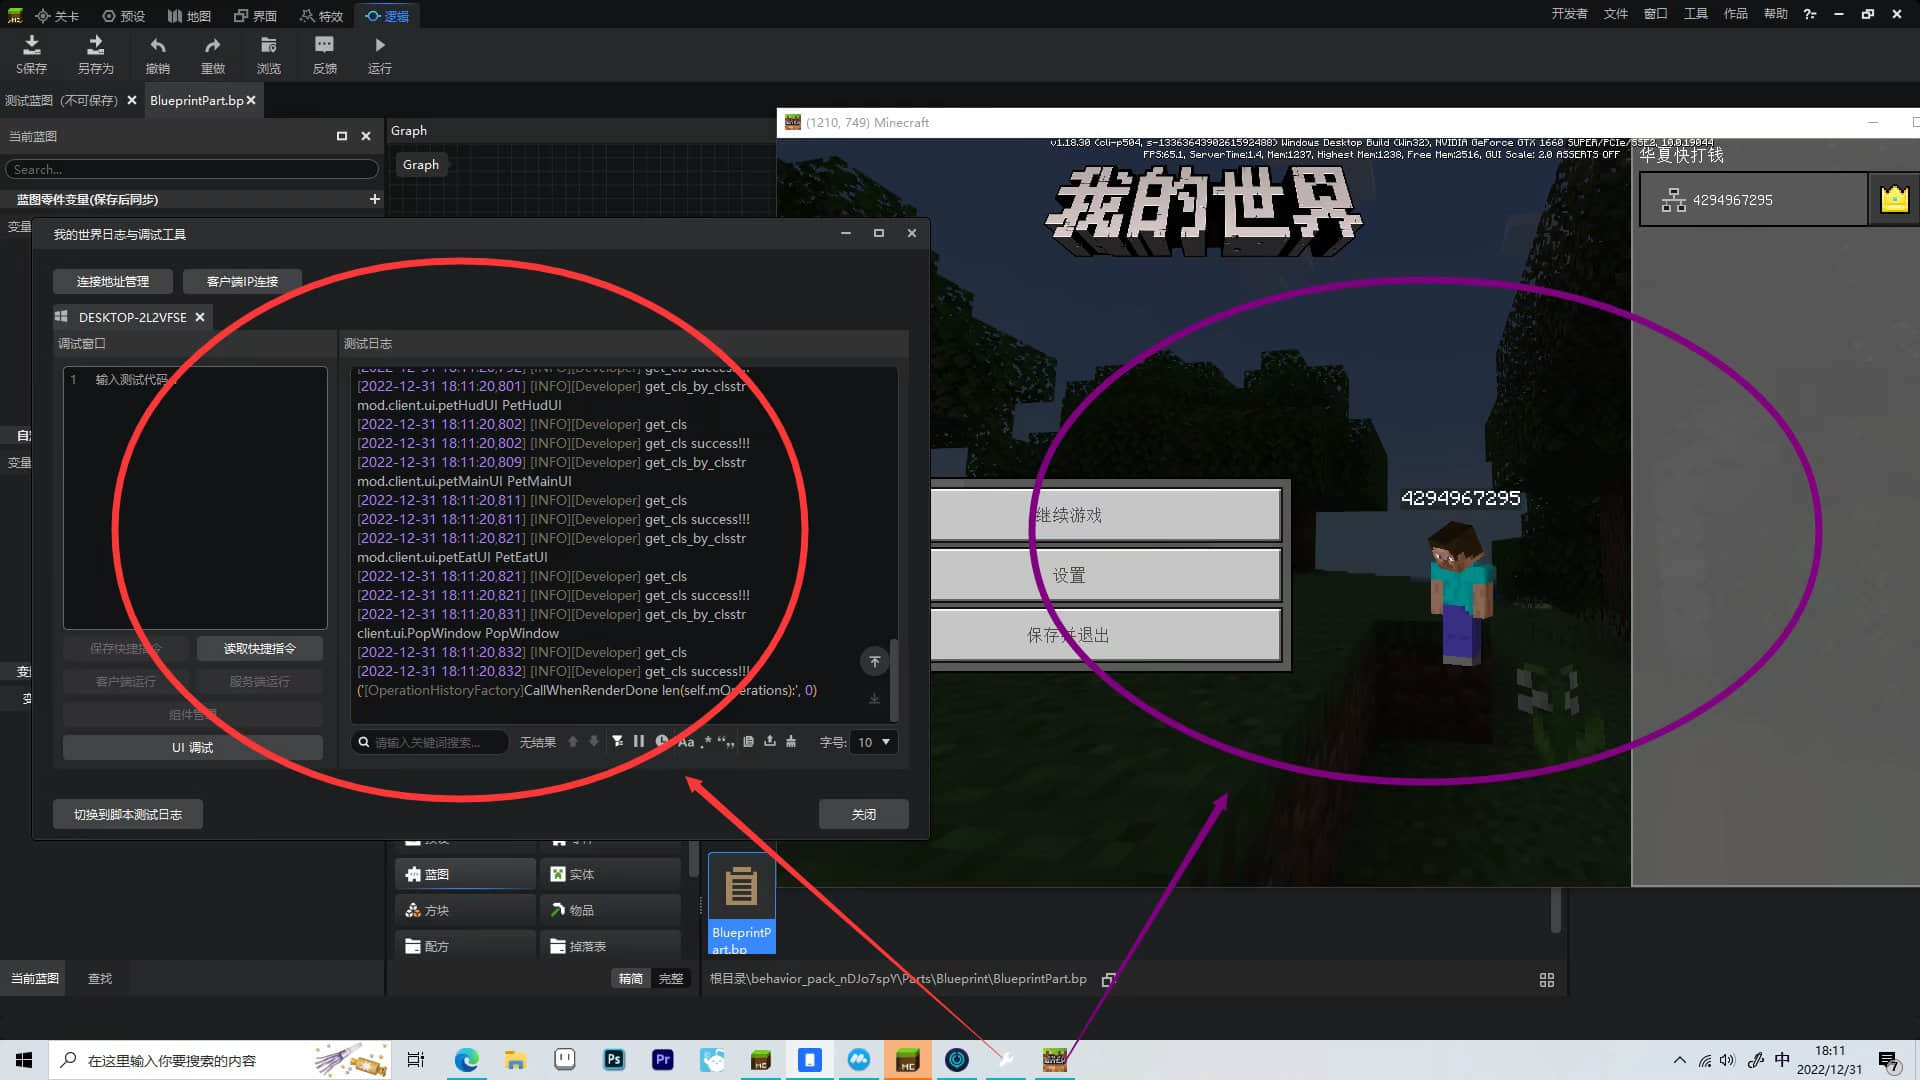 关卡 预设 地图 界面 特效 逻辑 开发者 文件 窗口 工具 作品 帮助
S保存 另存为 撤销 重做 浏览 反馈 运行
测试蓝图 (不可保存) BlueprintPart.bp
当前蓝图
Search...
蓝图零件变量(保存后同步)
变量
Graph
Graph
(1210, 749) Minecraft
v1.18.30 (cli-p504, s-1336364390261592488) Windows Desktop Build (Win32), NVIDIA GeForce GTX 1660 SUPER/PCIe/SSE2, 10.0.19044
FPS:65.1, ServerTime:1.4, Mem:1237, Highest Mem:1238, Free Mem:2516, GUI Scale: 2.0 ASSERTS OFF
我的世界
华夏快打钱
4294967295
4294967295
继续游戏
设置
保存并退出
我的世界日志与调试工具
连接地址管理 客户端IP连接
DESKTOP-2L2VFSE
调试窗口 测试日志
1 输入测试代码
[2022-12-31 18:11:20,801] [INFO][Developer] get_cls_by_clsstr
mod.client.ui.petHudUI PetHudUI
[2022-12-31 18:11:20,802] [INFO][Developer] get_cls
[2022-12-31 18:11:20,802] [INFO][Developer] get_cls success!!!
[2022-12-31 18:11:20,809] [INFO][Developer] get_cls_by_clsstr
mod.client.ui.petMainUI PetMainUI
[2022-12-31 18:11:20,811] [INFO][Developer] get_cls
[2022-12-31 18:11:20,811] [INFO][Developer] get_cls success!!!
[2022-12-31 18:11:20,821] [INFO][Developer] get_cls_by_clsstr
mod.client.ui.petEatUI PetEatUI
[2022-12-31 18:11:20,821] [INFO][Developer] get_cls
[2022-12-31 18:11:20,821] [INFO][Developer] get_cls success!!!
[2022-12-31 18:11:20,831] [INFO][Developer] get_cls_by_clsstr
client.ui.PopWindow PopWindow
[2022-12-31 18:11:20,832] [INFO][Developer] get_cls
[2022-12-31 18:11:20,832] [INFO][Developer] get_cls success!!!
('[OperationHistoryFactory]CallWhenRenderDone len(self.mOperations):', 0)
保存快捷指令 读取快捷指令
客户端运行 服务端运行
组件管理
UI 调试
请输入关键词搜索... 无结果 Aa 字号: 10
切换到脚本测试日志 关闭
变量
蓝图 实体
方块 物品
配方 掉落表
BlueprintP
art.bp
当前蓝图 查找
精简 完整
根目录\behavior_pack_nDJo7spY\Parts\Blueprint\BlueprintPart.bp
在这里输入你要搜索的内容
Ps Pr MC MC
中
18:11
2022/12/31
7